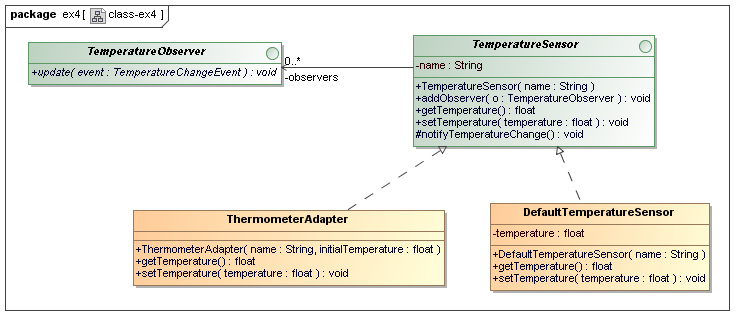 package ex4[ class-ex4 ]
TemperatureObserver
+update( event : TemperatureChangeEvent ) : void
0..*
-observers
TemperatureSensor
-name : String
+TemperatureSensor( name : String )
+addObserver( o : TemperatureObserver ) : void
+getTemperature() : float
+setTemperature( temperature : float ) : void
#notifyTemperatureChange() : void
ThermometerAdapter
+ThermometerAdapter( name : String, initialTemperature : float )
+getTemperature() : float
+setTemperature( temperature : float ) : void
DefaultTemperatureSensor
-temperature : float
+DefaultTemperatureSensor( name : String )
+getTemperature() : float
+setTemperature( temperature : float ) : void